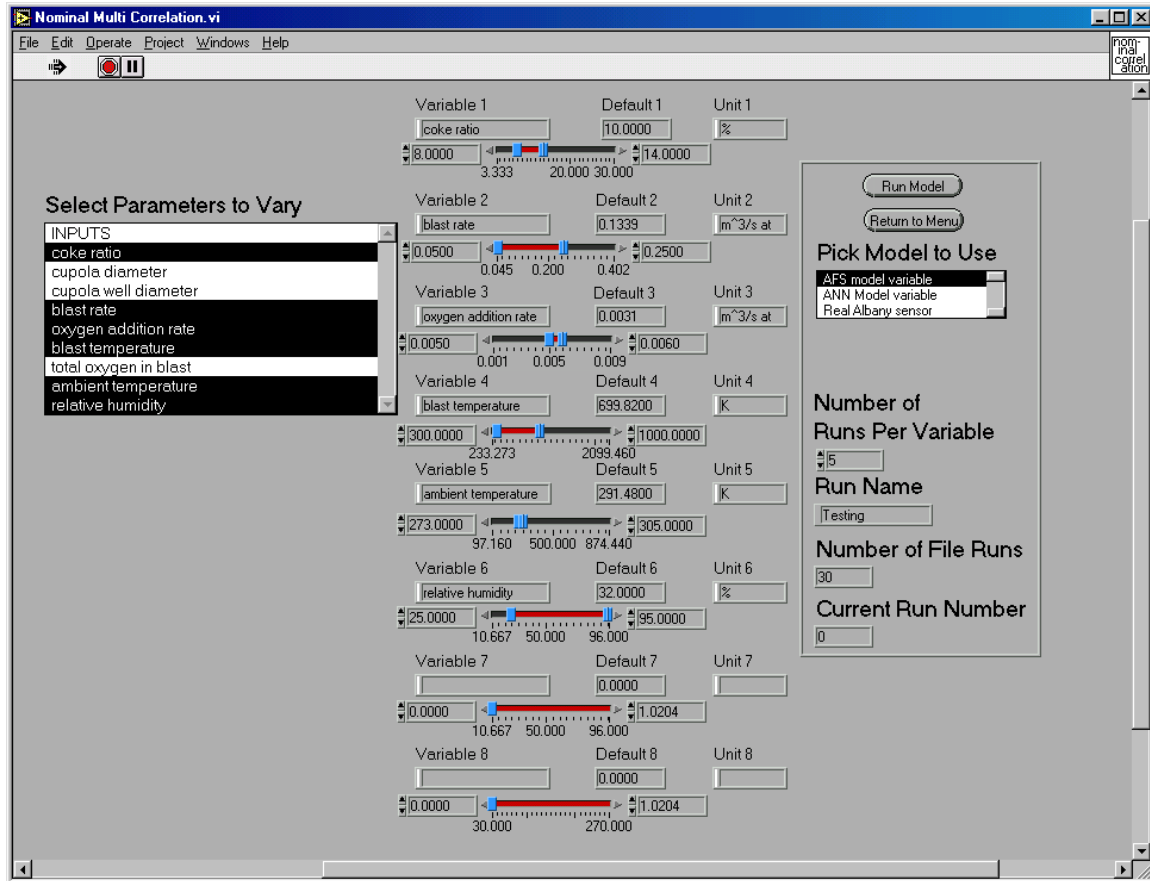 Nominal Multi Correlation.vi
File Edit Operate Project Windows Help
nom-
inal
correl
ation
Select Parameters to Vary
INPUTS
coke ratio
cupola diameter
cupola well diameter
blast rate
oxygen addition rate
blast temperature
total oxygen in blast
ambient temperature
relative humidity
Variable 1 Default 1 Unit 1
coke ratio 10.0000 %
8.0000 14.0000
3.333 20.000 30.000
Variable 2 Default 2 Unit 2
blast rate 0.1339 m^3/s at
0.0500 0.2500
0.045 0.200 0.402
Variable 3 Default 3 Unit 3
oxygen addition rate 0.0031 m^3/s at
0.0050 0.0060
0.001 0.005 0.009
Variable 4 Default 4 Unit 4
blast temperature 699.8200 K
300.0000 1000.0000
233.273 2099.460
Variable 5 Default 5 Unit 5
ambient temperature 291.4800 K
273.0000 305.0000
97.160 500.000 874.440
Variable 6 Default 6 Unit 6
relative humidity 32.0000 %
25.0000 95.0000
10.667 50.000 96.000
Variable 7 Default 7 Unit 7
0.0000
0.0000 1.0204
10.667 50.000 96.000
Variable 8 Default 8 Unit 8
0.0000
0.0000 1.0204
30.000 270.000
Run Model
Return to Menu
Pick Model to Use
AFS model variable
ANN Model variable
Real Albany sensor
Number of
Runs Per Variable
5
Run Name
Testing
Number of File Runs
30
Current Run Number
0